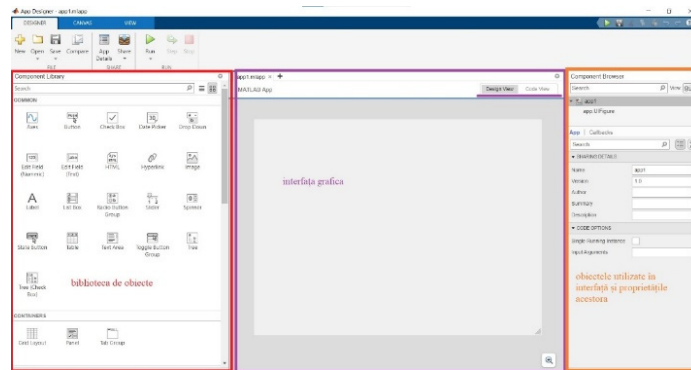 App Designer - app1.mlapp
DESIGNER CANVAS VIEW
New Open Save Compare App Details Share Run Step Stop
FILE SHARE RUN
Component Library
Search
COMMON
Axes Button Check Box Date Picker Drop Down
Edit Field (Numeric) Edit Field (Text) HTML Hyperlink Image
Label List Box Radio Button Group Slider Spinner
State Button Table Text Area Toggle Button Group Tree
Tree (Check Box)
biblioteca de obiecte
CONTAINERS
Grid Layout Panel Tab Group
app1.mlapp
MATLAB App Design View Code View
interfața grafica
Component Browser
Search View
app1
app.UIFigure
App Callbacks
Search
SHARING DETAILS
Name app1
Version 1.0
Author
Summary
Description
CODE OPTIONS
Single Running Instance
Input Arguments
obiectele utilizate în
interfață și proprietățile
acestora